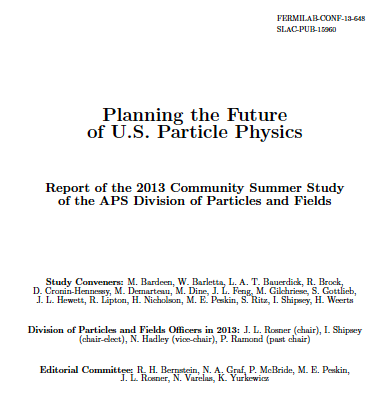 FERMILAB-CONF-13-648
SLAC-PUB-15960
Planning the Future
of U.S. Particle Physics
Report of the 2013 Community Summer Study
of the APS Division of Particles and Fields
Study Conveners: M. Bardeen, W. Barletta, L. A. T. Bauerdick, R. Brock,
D. Cronin-Hennessy, M. Demarteau, M. Dine, J. L. Feng, M. Gilchriese, S. Gottlieb,
J. L. Hewett, R. Lipton, H. Nicholson, M. E. Peskin, S. Ritz, I. Shipsey, H. Weerts
Division of Particles and Fields Officers in 2013: J. L. Rosner (chair), I. Shipsey
(chair-elect), N. Hadley (vice-chair), P. Ramond (past chair)
Editorial Committee: R. H. Bernstein, N. A. Graf, P. McBride, M. E. Peskin,
J. L. Rosner, N. Varelas, K. Yurkewicz